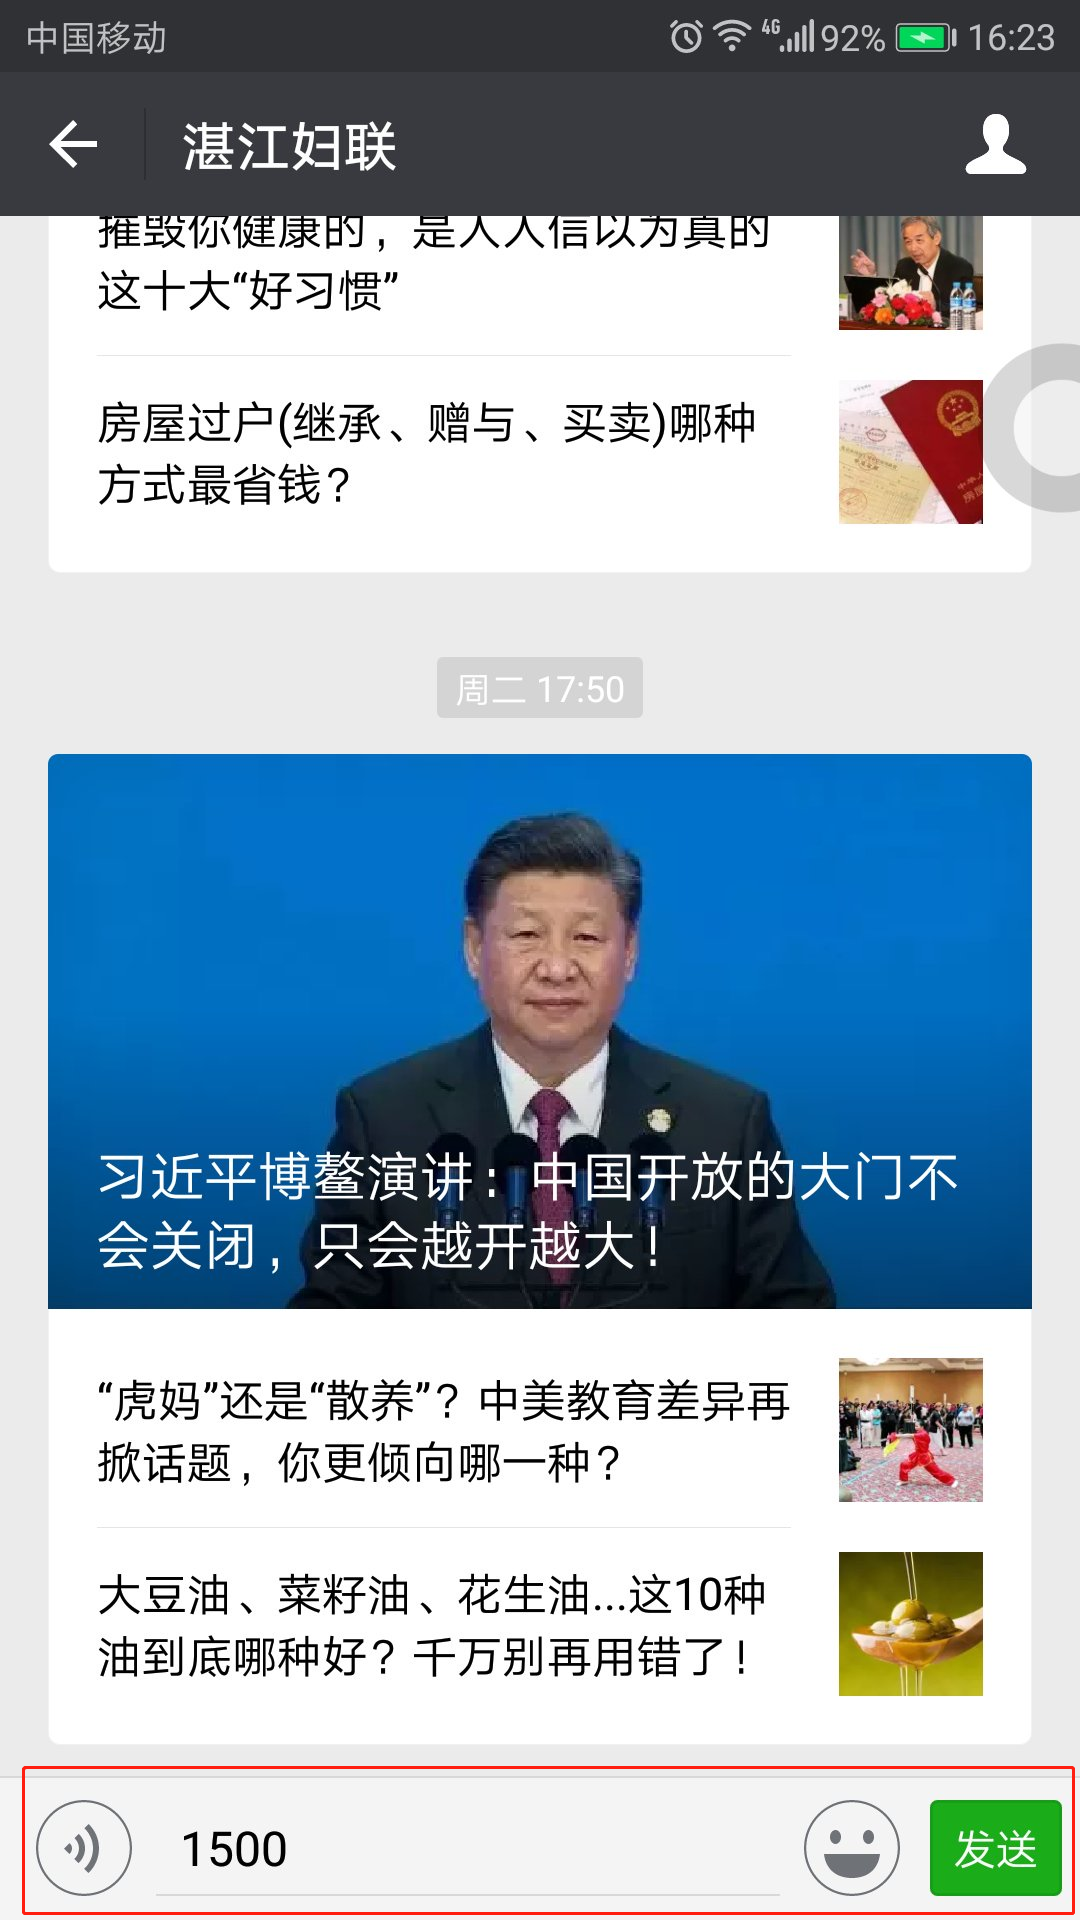 中国移动 4G 92% 16:23
湛江妇联
摧毁你健康的，是人人信以为真的
这十大“好习惯”
房屋过户(继承、赠与、买卖)哪种
方式最省钱？
周二 17:50
习近平博鳌演讲：中国开放的大门不
会关闭，只会越开越大！
“虎妈”还是“散养”？中美教育差异再
掀话题，你更倾向哪一种？
大豆油、菜籽油、花生油...这10种
油到底哪种好？千万别再用错了！
1500
发送